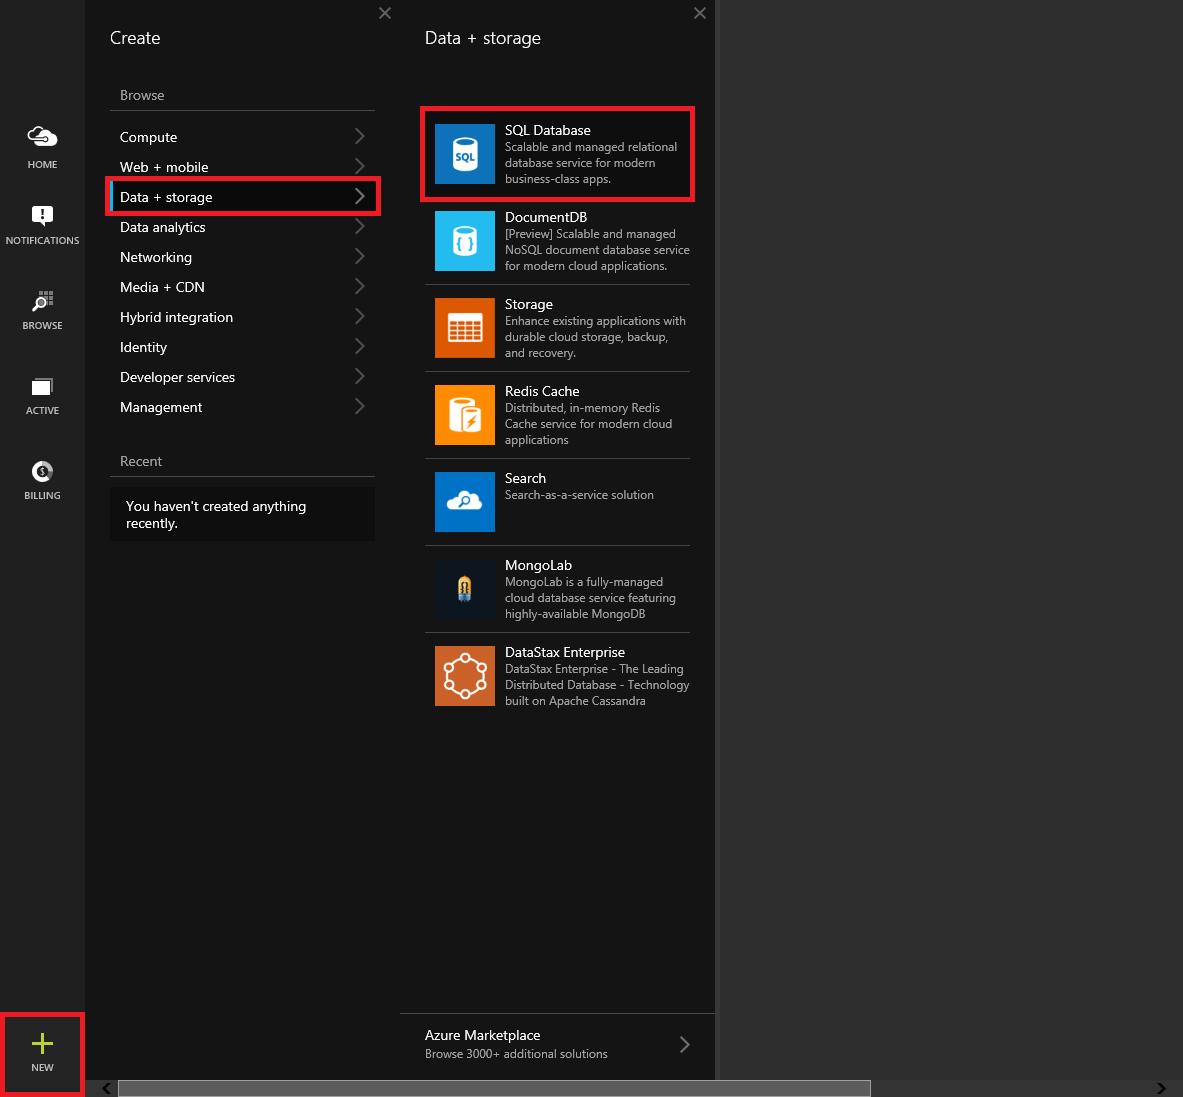 HOME
NOTIFICATIONS
BROWSE
ACTIVE
BILLING
NEW
Create
Browse
Compute
Web + mobile
Data + storage
Data analytics
Networking
Media + CDN
Hybrid integration
Identity
Developer services
Management
Recent
You haven't created anything
recently.
Data + storage
SQL
SQL Database
Scalable and managed relational
database service for modern
business-class apps.
DocumentDB
[Preview] Scalable and managed
NoSQL document database service
for modern cloud applications.
Storage
Enhance existing applications with
durable cloud storage, backup,
and recovery.
Redis Cache
Distributed, in-memory Redis
Cache service for modern cloud
applications
Search
Search-as-a-service solution
MongoLab
MongoLab is a fully-managed
cloud database service featuring
highly-available MongoDB
DataStax Enterprise
DataStax Enterprise - The Leading
Distributed Database - Technology
built on Apache Cassandra
Azure Marketplace
Browse 3000+ additional solutions